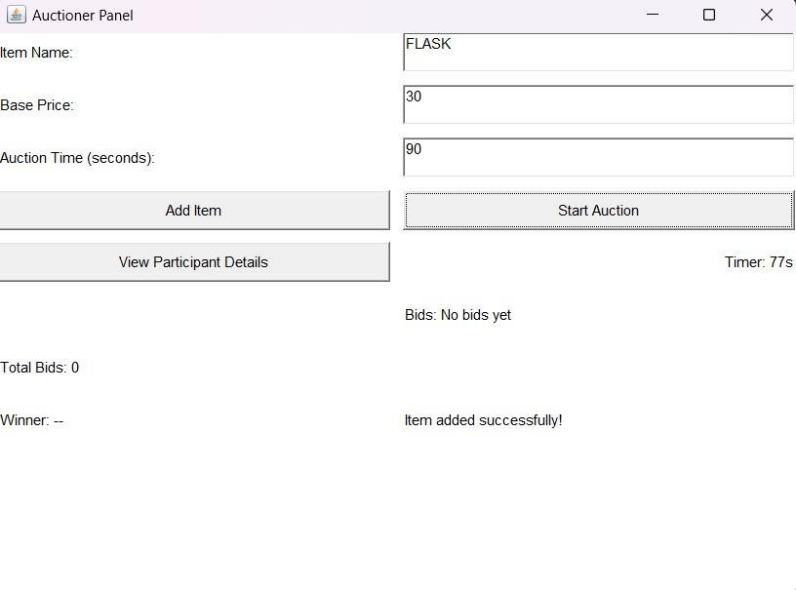 Auctioner Panel
Item Name:
FLASK
Base Price:
30
Auction Time (seconds):
90
Add Item
Start Auction
View Participant Details
Timer: 77s
Bids: No bids yet
Total Bids: 0
Winner: --
Item added successfully!